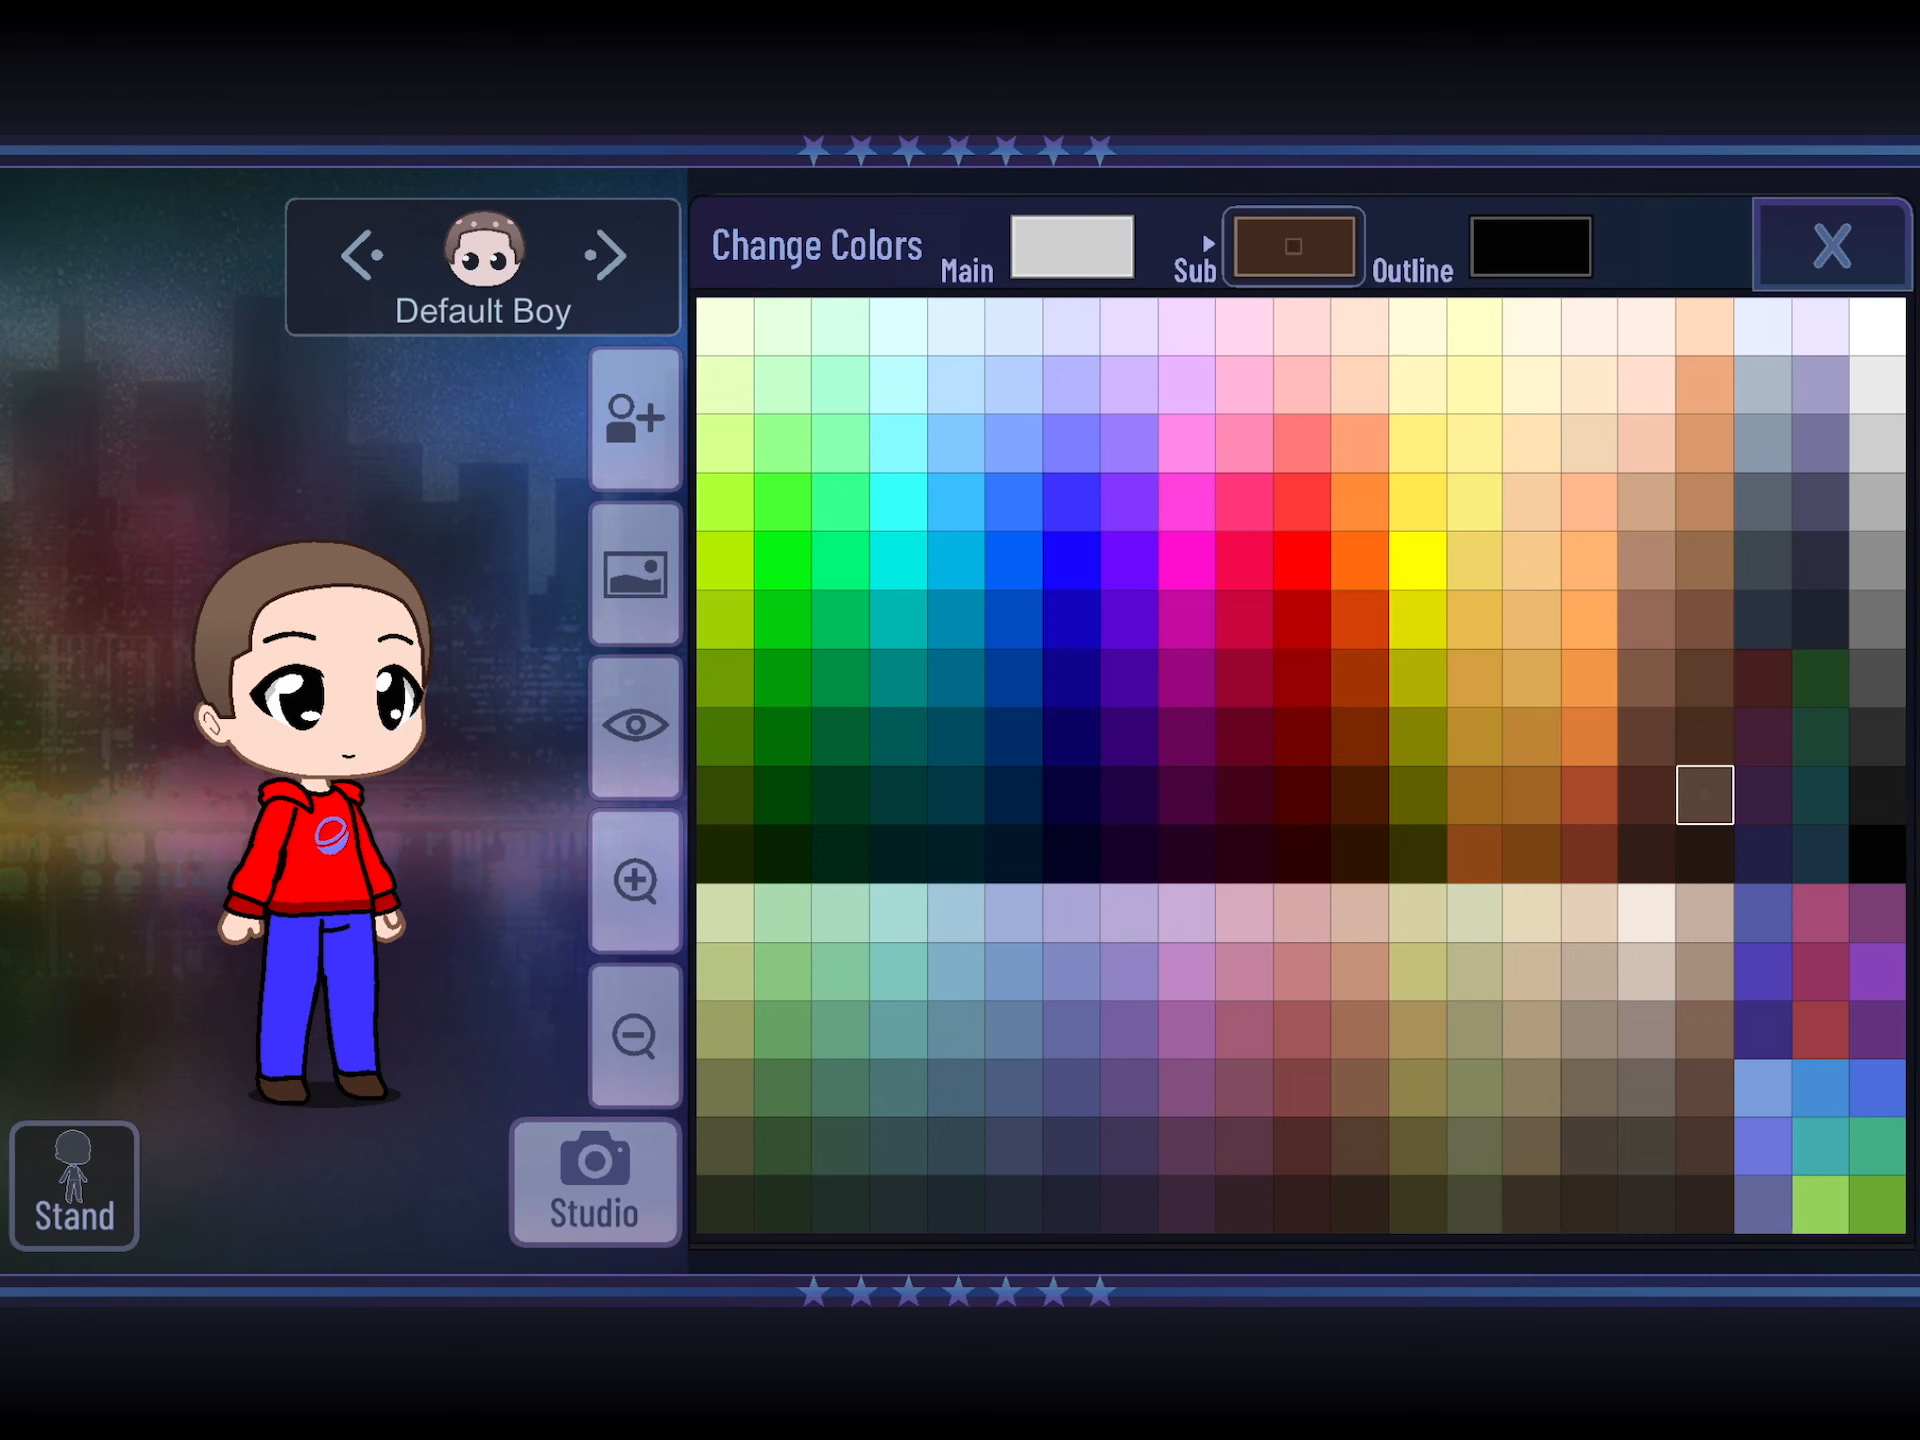 Default Boy
Change Colors
Main
Sub
Outline
X
Stand
Studio